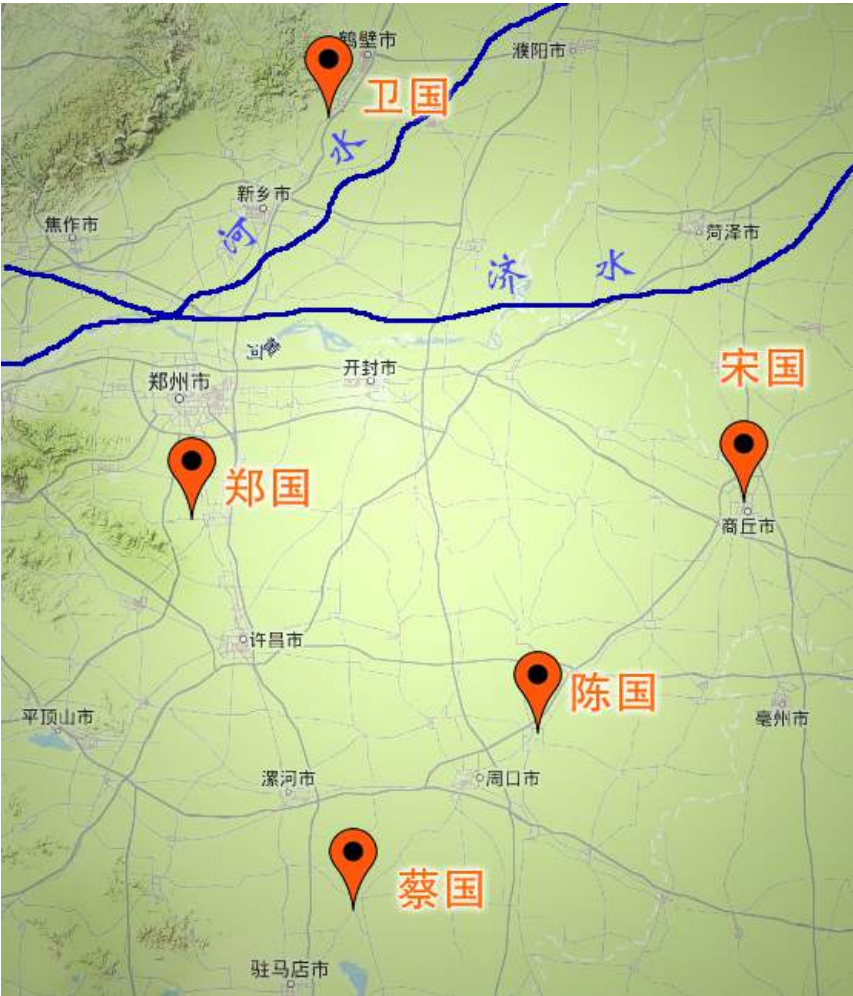 鹤壁市
濮阳市
卫国
水
新乡市
焦作市
河
菏泽市
济 水
黄河
开封市
郑州市
宋国
郑国
商丘市
许昌市
陈国
平顶山市
亳州市
漯河市
周口市
蔡国
驻马店市